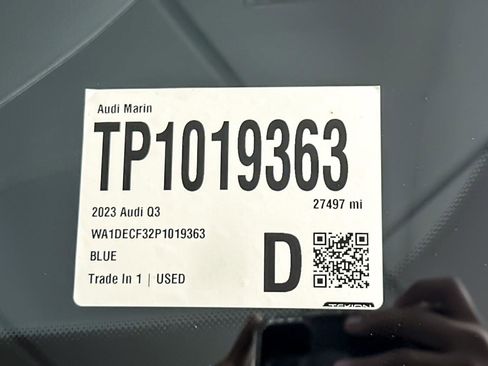 Audi Marin
TP1019363
27497 mi
2023 Audi Q3
WA1DECF32P1019363
BLUE
Trade In 1 | USED
D
TEKION